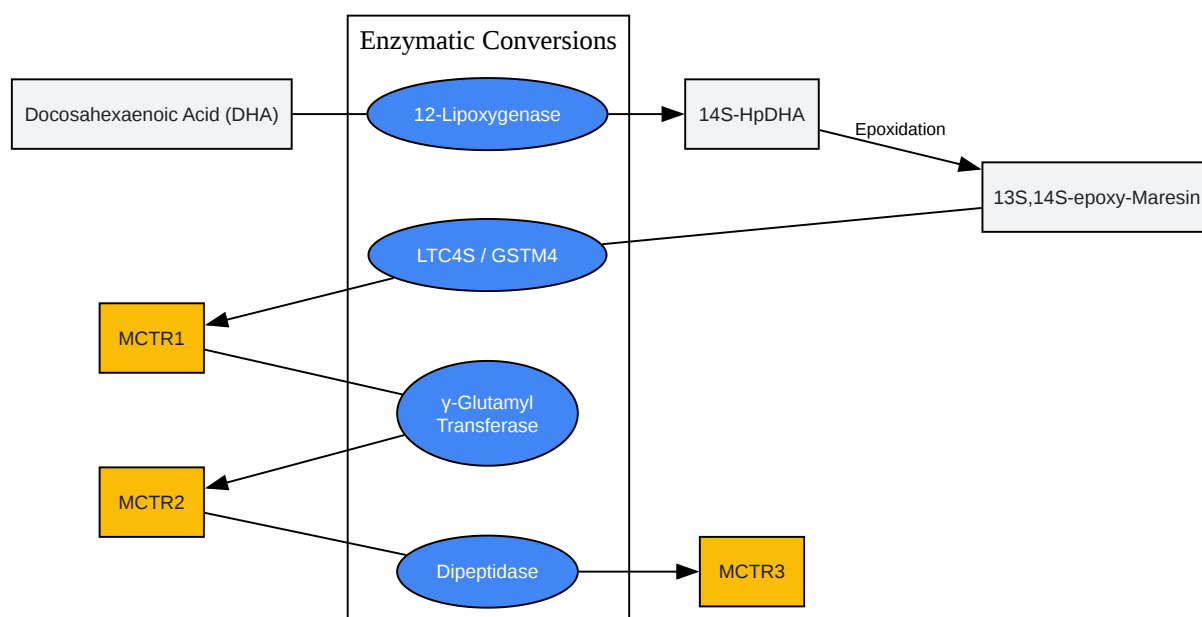 Enzymatic Conversions
Docosahexaenoic Acid (DHA)
12-Lipoxygenase
14S-HpDHA
Epoxidation
13S,14S-epoxy-Maresin
LTC4S / GSTM4
MCTR1
γ-Glutamyl
Transferase
MCTR2
Dipeptidase
MCTR3